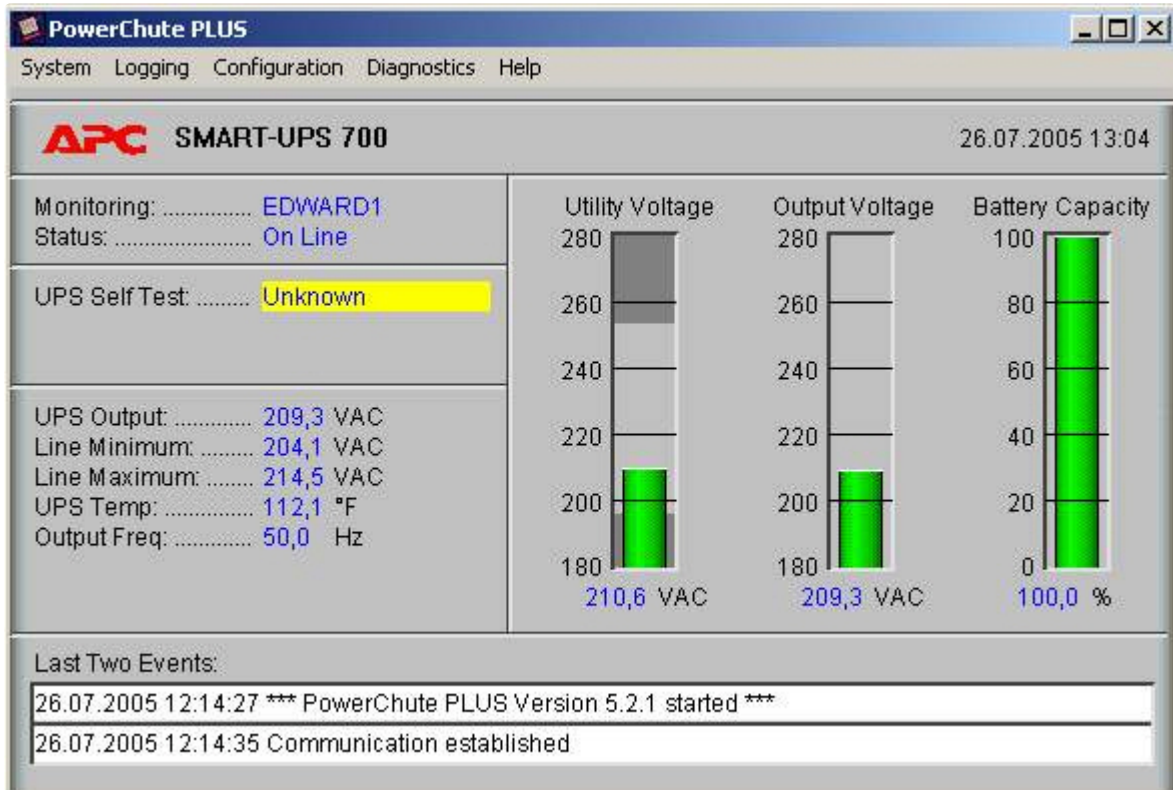 PowerChute PLUS
System Logging Configuration Diagnostics Help
APC SMART-UPS 700 26.07.2005 13:04
Monitoring: .............. EDWARD1
Status: ...................... On Line
UPS Self Test: ......... Unknown
UPS Output: ............. 209,3 VAC
Line Minimum: ......... 204,1 VAC
Line Maximum: ........ 214,5 VAC
UPS Temp: ............... 112,1 °F
Output Freq: ............. 50,0 Hz
Utility Voltage
280
260
240
220
200
180
210,6 VAC
Output Voltage
280
260
240
220
200
180
209,3 VAC
Battery Capacity
100
80
60
40
20
0
100,0 %
Last Two Events:
26.07.2005 12:14:27 *** PowerChute PLUS Version 5.2.1 started ***
26.07.2005 12:14:35 Communication established